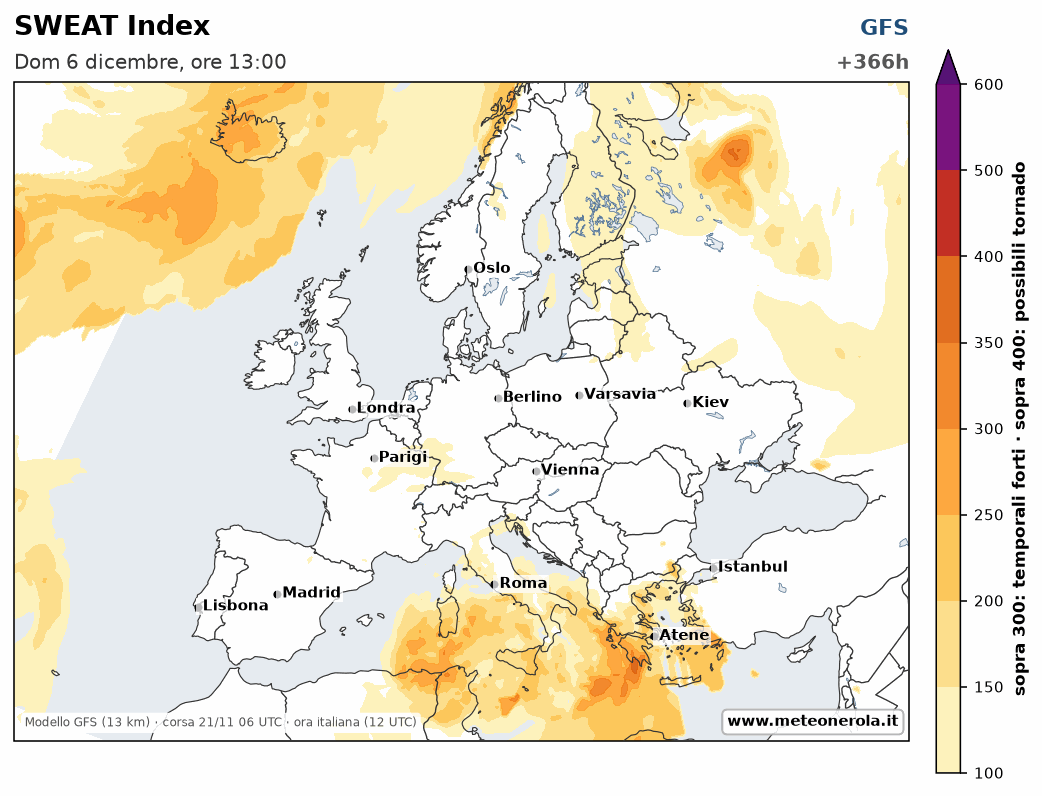 SWEAT Index
GFS
Dom 6 dicembre, ore 13:00
+366h
Oslo
Londra
Berlino
Varsavia
Kiev
Parigi
Vienna
Lisbona
Madrid
Roma
Istanbul
Atene
Modello GFS (13 km) · corsa 21/11 06 UTC · ora italiana (12 UTC)
www.meteonerola.it
600
500
400
350
300
250
200
150
100
sopra 300: temporali forti · sopra 400: possibili tornado